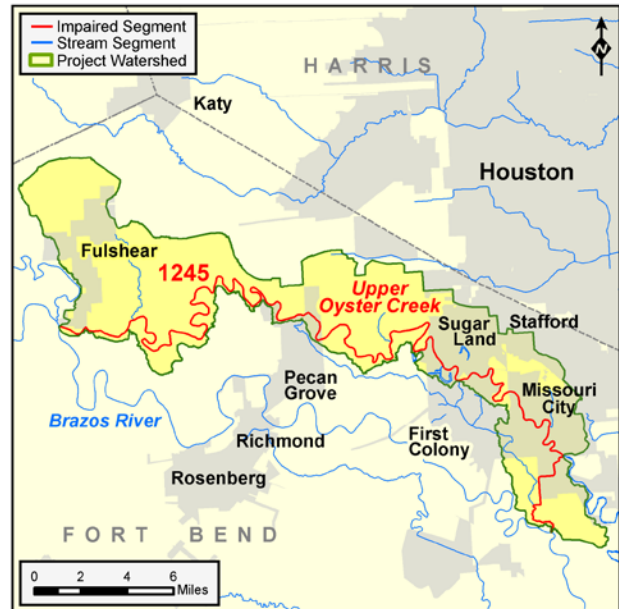 Impaired Segment
Stream Segment
Project Watershed
N
HARRIS
Katy
Houston
Fulshear
1245
Upper
Oyster Creek
Sugar
Land
Stafford
Missouri
City
Pecan
Grove
Brazos River
Richmond
First
Colony
Rosenberg
FORT BEND
0 2 4 6
Miles